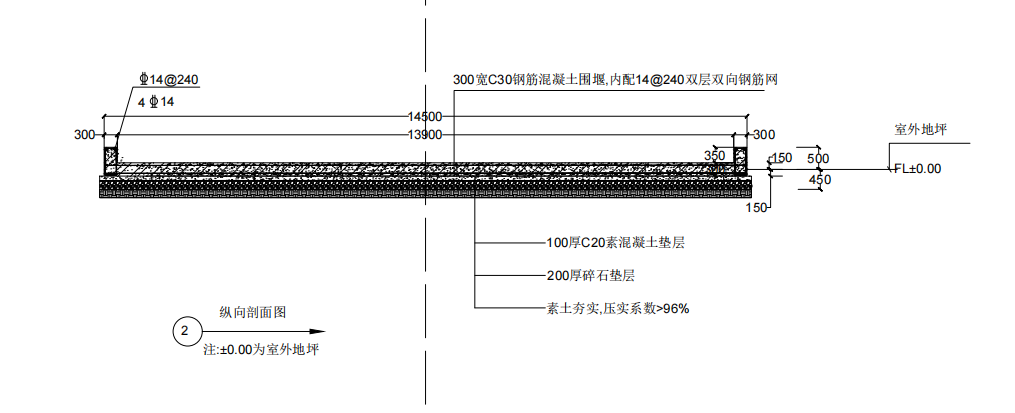 ⌽14@240
4⌽14
300宽C30钢筋混凝土围堰,内配14@240双层双向钢筋网
14500
300
13900
300
室外地坪
350
150
500
FL±0.00
450
150
100厚C20素混凝土垫层
200厚碎石垫层
素土夯实,压实系数>96%
纵向剖面图
2
注:±0.00为室外地坪